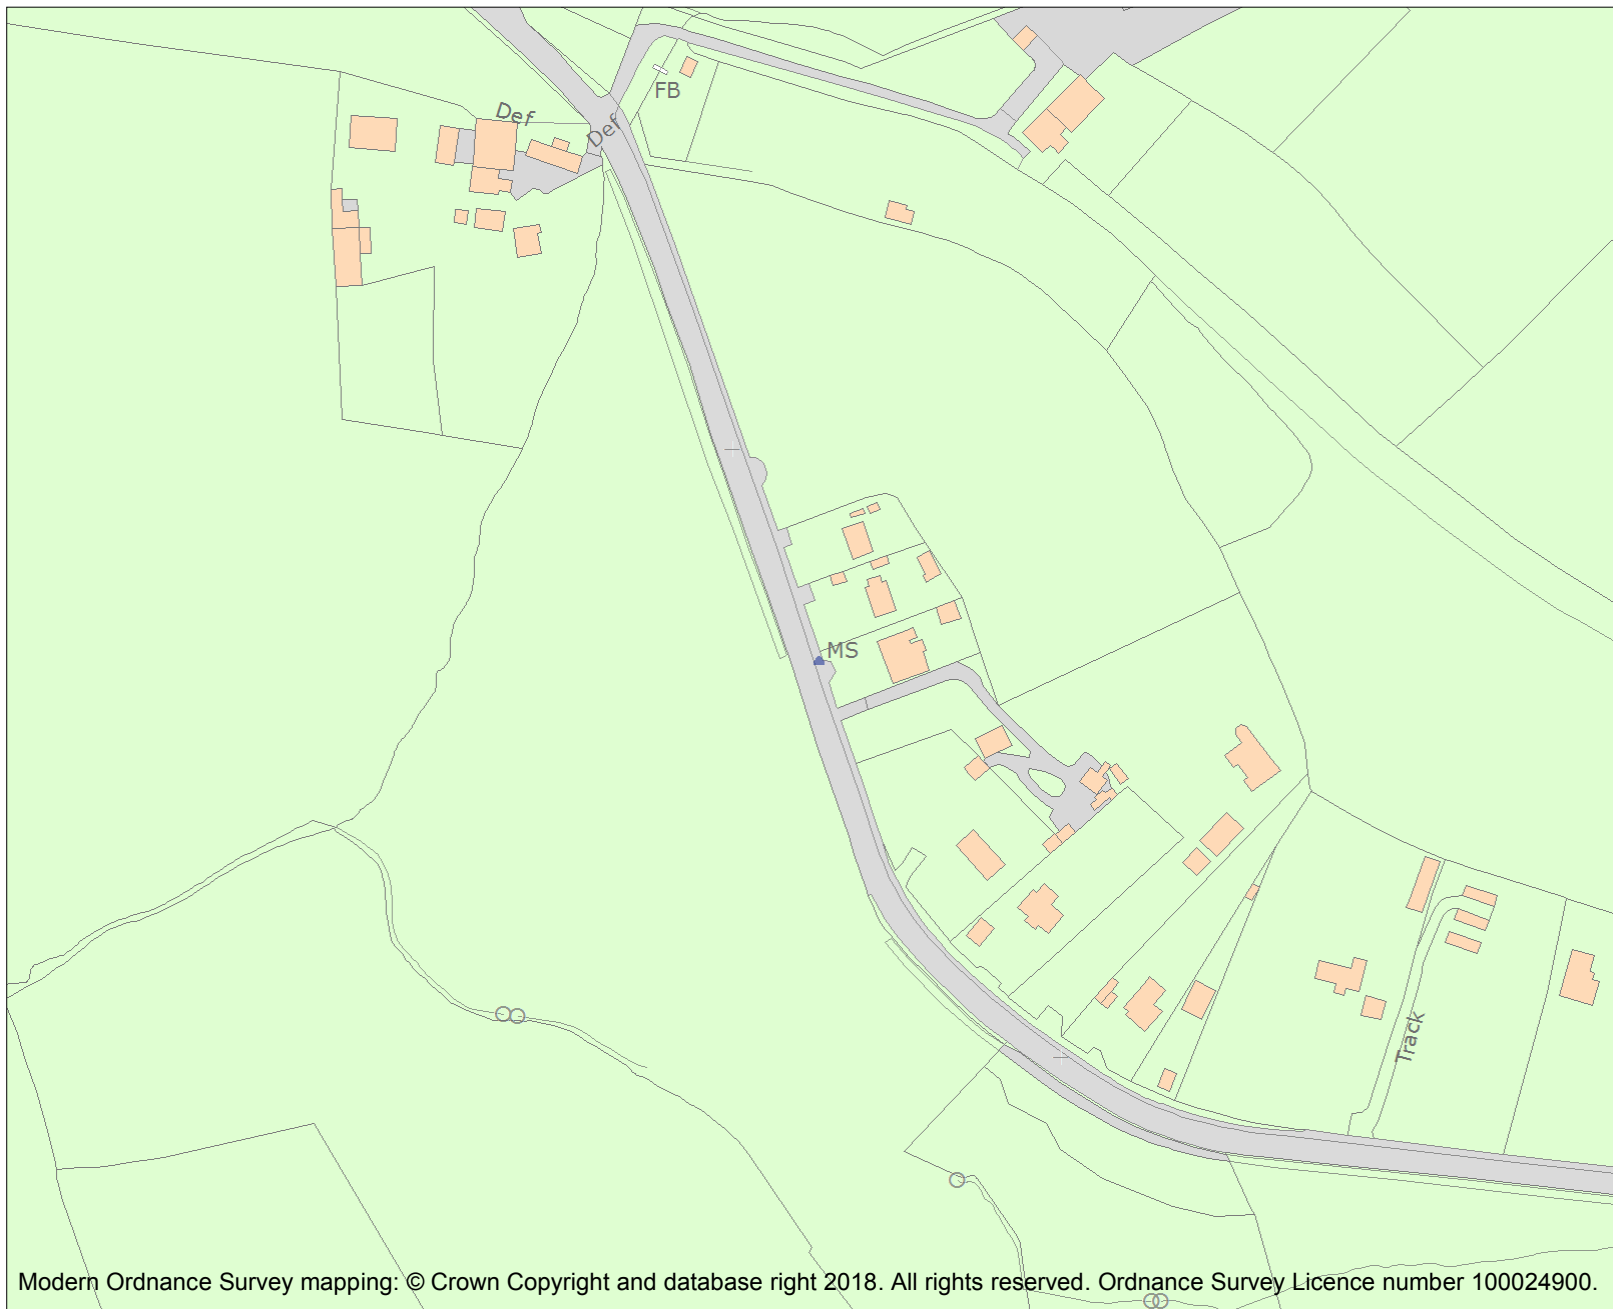 Def
Def
FB
MS
Track
Modern Ordnance Survey mapping: © Crown Copyright and database right 2018. All rights reserved. Ordnance Survey Licence number 100024900.